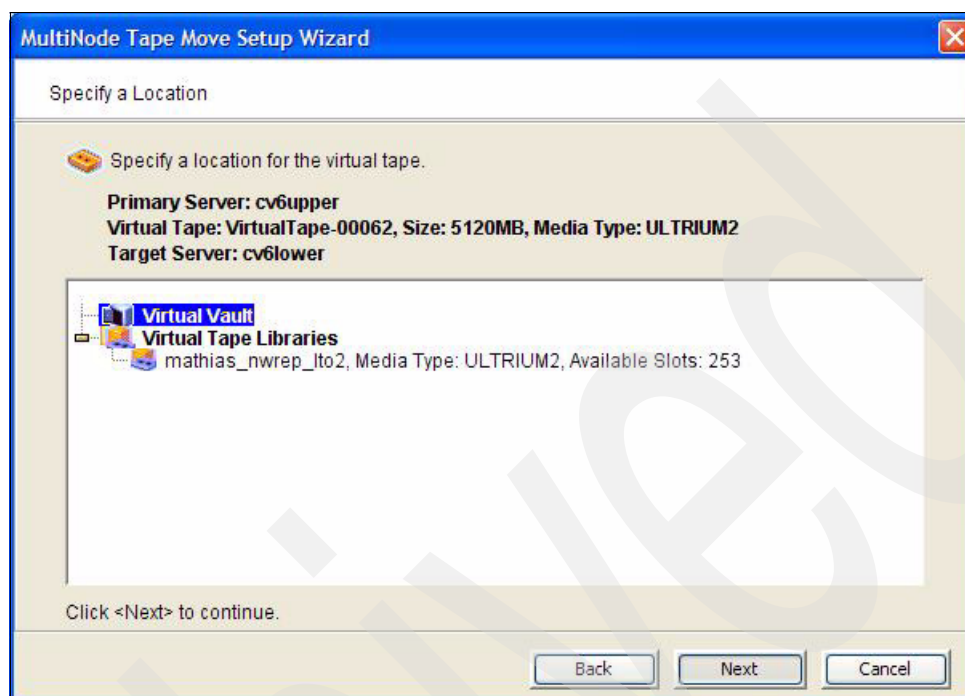 MultiNode Tape Move Setup Wizard
Specify a Location
Specify a location for the virtual tape.
Primary Server: cv6upper
Virtual Tape: VirtualTape-00062, Size: 5120MB, Media Type: ULTRIUM2
Target Server: cv6lower
Virtual Vault
Virtual Tape Libraries
mathias_nwrep_lto2, Media Type: ULTRIUM2, Available Slots: 253
Click <Next> to continue.
Back Next Cancel